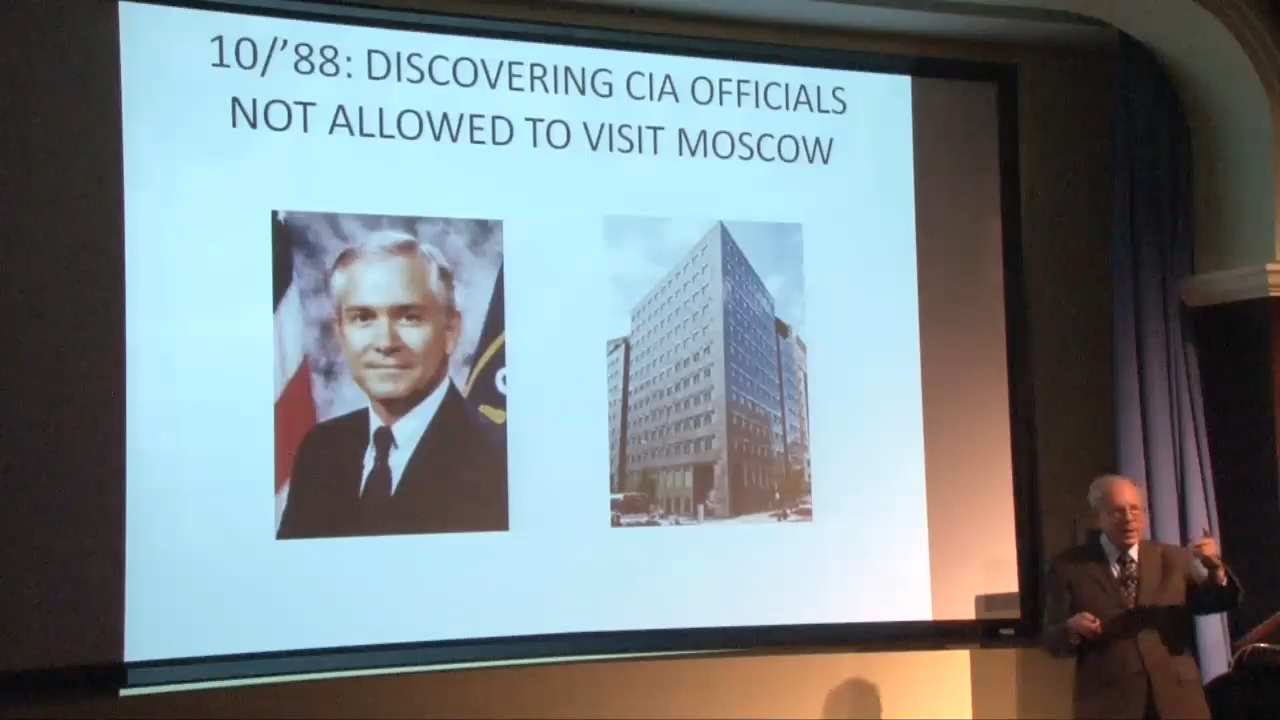 10/’88: DISCOVERING CIA OFFICIALS
NOT ALLOWED TO VISIT MOSCOW